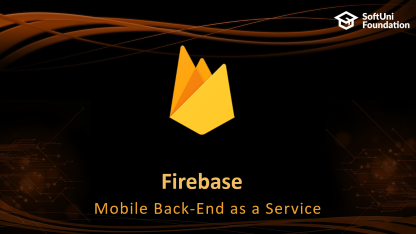 SoftUni
Foundation
Firebase
Mobile Back-End as a Service